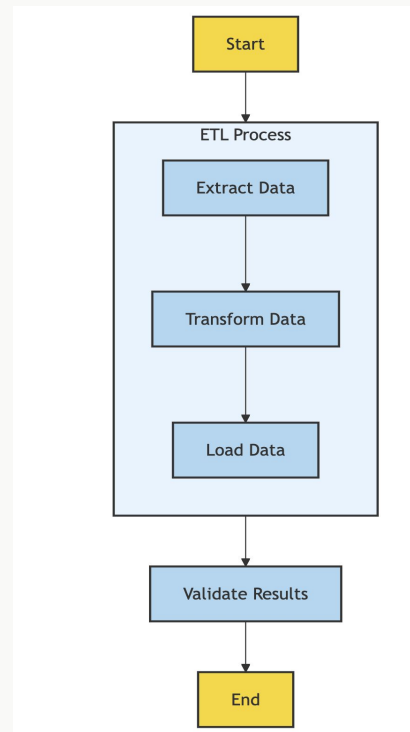 Start
ETL Process
Extract Data
Transform Data
Load Data
Validate Results
End